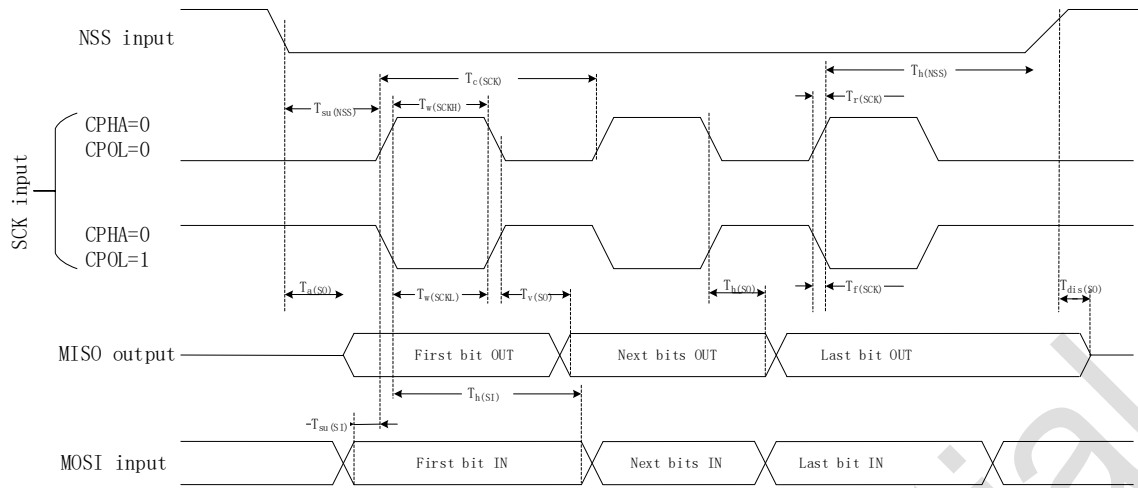 NSS input
Tc(SCK)
Th(NSS)
Tsu(NSS)
Tw(SCKH)
Tr(SCK)
SCK input
CPHA=0
CPOL=0
CPHA=0
CPOL=1
Ta(SO)
Tw(SCKL)
Tv(SO)
Th(SO)
Tf(SCK)
Tdis(SO)
MISO output
First bit OUT
Next bits OUT
Last bit OUT
Th(SI)
Tsu(SI)
MOSI input
First bit IN
Next bits IN
Last bit IN